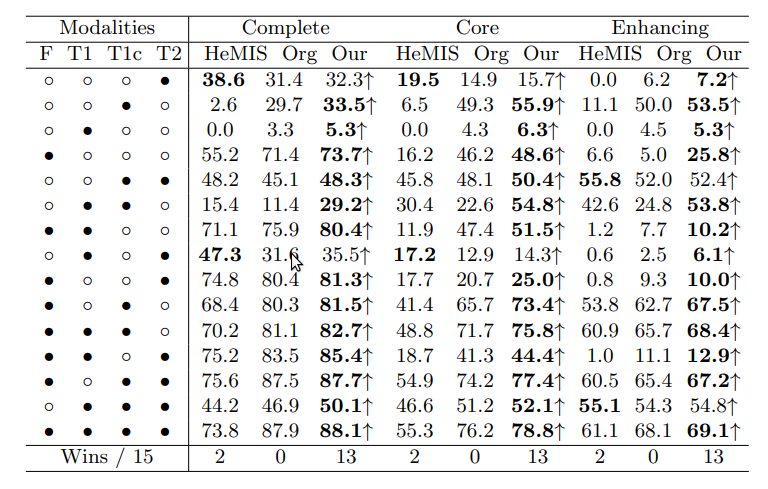 Modalities Complete Core Enhancing
F T1 T1c T2 HeMIS Org Our HeMIS Org Our HeMIS Org Our
○ ○ ○ ● 38.6 31.4 32.3↑ 19.5 14.9 15.7↑ 0.0 6.2 7.2↑
○ ○ ● ○ 2.6 29.7 33.5↑ 6.5 49.3 55.9↑ 11.1 50.0 53.5↑
○ ● ○ ○ 0.0 3.3 5.3↑ 0.0 4.3 6.3↑ 0.0 4.5 5.3↑
● ○ ○ ○ 55.2 71.4 73.7↑ 16.2 46.2 48.6↑ 6.6 5.0 25.8↑
○ ○ ● ● 48.2 45.1 48.3↑ 45.8 48.1 50.4↑ 55.8 52.0 52.4↑
○ ● ● ○ 15.4 11.4 29.2↑ 30.4 22.6 54.8↑ 42.6 24.8 53.8↑
● ● ○ ○ 71.1 75.9 80.4↑ 11.9 47.4 51.5↑ 1.2 7.7 10.2↑
○ ● ○ ● 47.3 31.6 35.5↑ 17.2 12.9 14.3↑ 0.6 2.5 6.1↑
● ○ ○ ● 74.8 80.4 81.3↑ 17.7 20.7 25.0↑ 0.8 9.3 10.0↑
● ○ ● ○ 68.4 80.3 81.5↑ 41.4 65.7 73.4↑ 53.8 62.7 67.5↑
● ● ● ○ 70.2 81.1 82.7↑ 48.8 71.7 75.8↑ 60.9 65.7 68.4↑
● ● ○ ● 75.2 83.5 85.4↑ 18.7 41.3 44.4↑ 1.0 11.1 12.9↑
● ○ ● ● 75.6 87.5 87.7↑ 54.9 74.2 77.4↑ 60.5 65.4 67.2↑
○ ● ● ● 44.2 46.9 50.1↑ 46.6 51.2 52.1↑ 55.1 54.3 54.8↑
● ● ● ● 73.8 87.9 88.1↑ 55.3 76.2 78.8↑ 61.1 68.1 69.1↑
Wins / 15 2 0 13 2 0 13 2 0 13